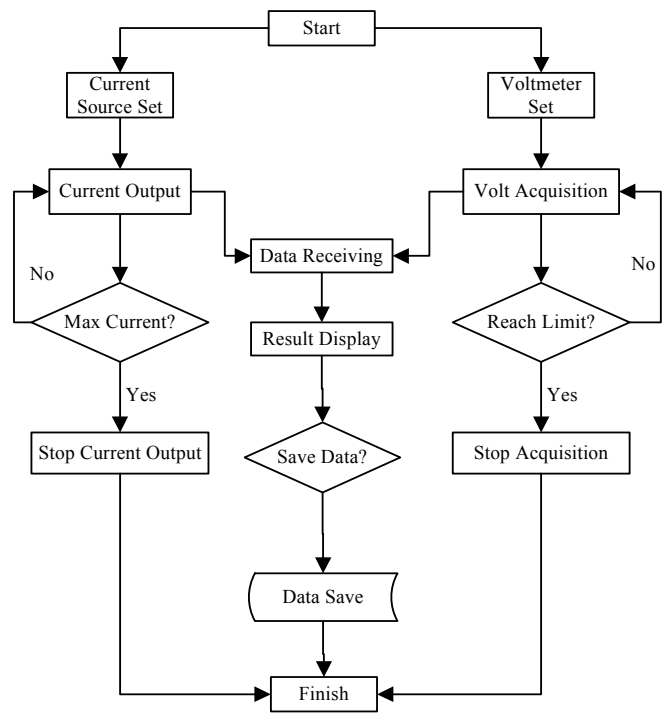 Start
Current
Source Set
Voltmeter
Set
Current Output
Volt Acquisition
Data Receiving
No
No
Max Current?
Result Display
Reach Limit?
Yes
Yes
Stop Current Output
Save Data?
Stop Acquisition
Data Save
Finish